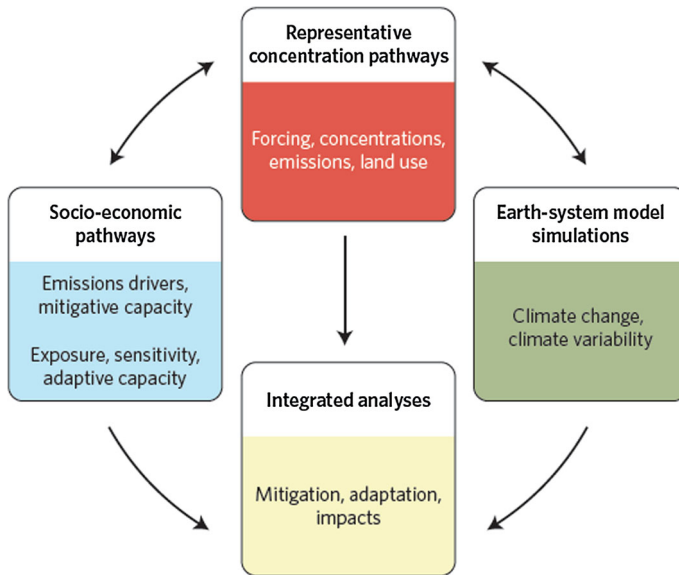 Representative
concentration pathways
Forcing, concentrations,
emissions, land use
Socio-economic
pathways
Emissions drivers,
mitigative capacity
Exposure, sensitivity,
adaptive capacity
Earth-system model
simulations
Climate change,
climate variability
Integrated analyses
Mitigation, adaptation,
impacts